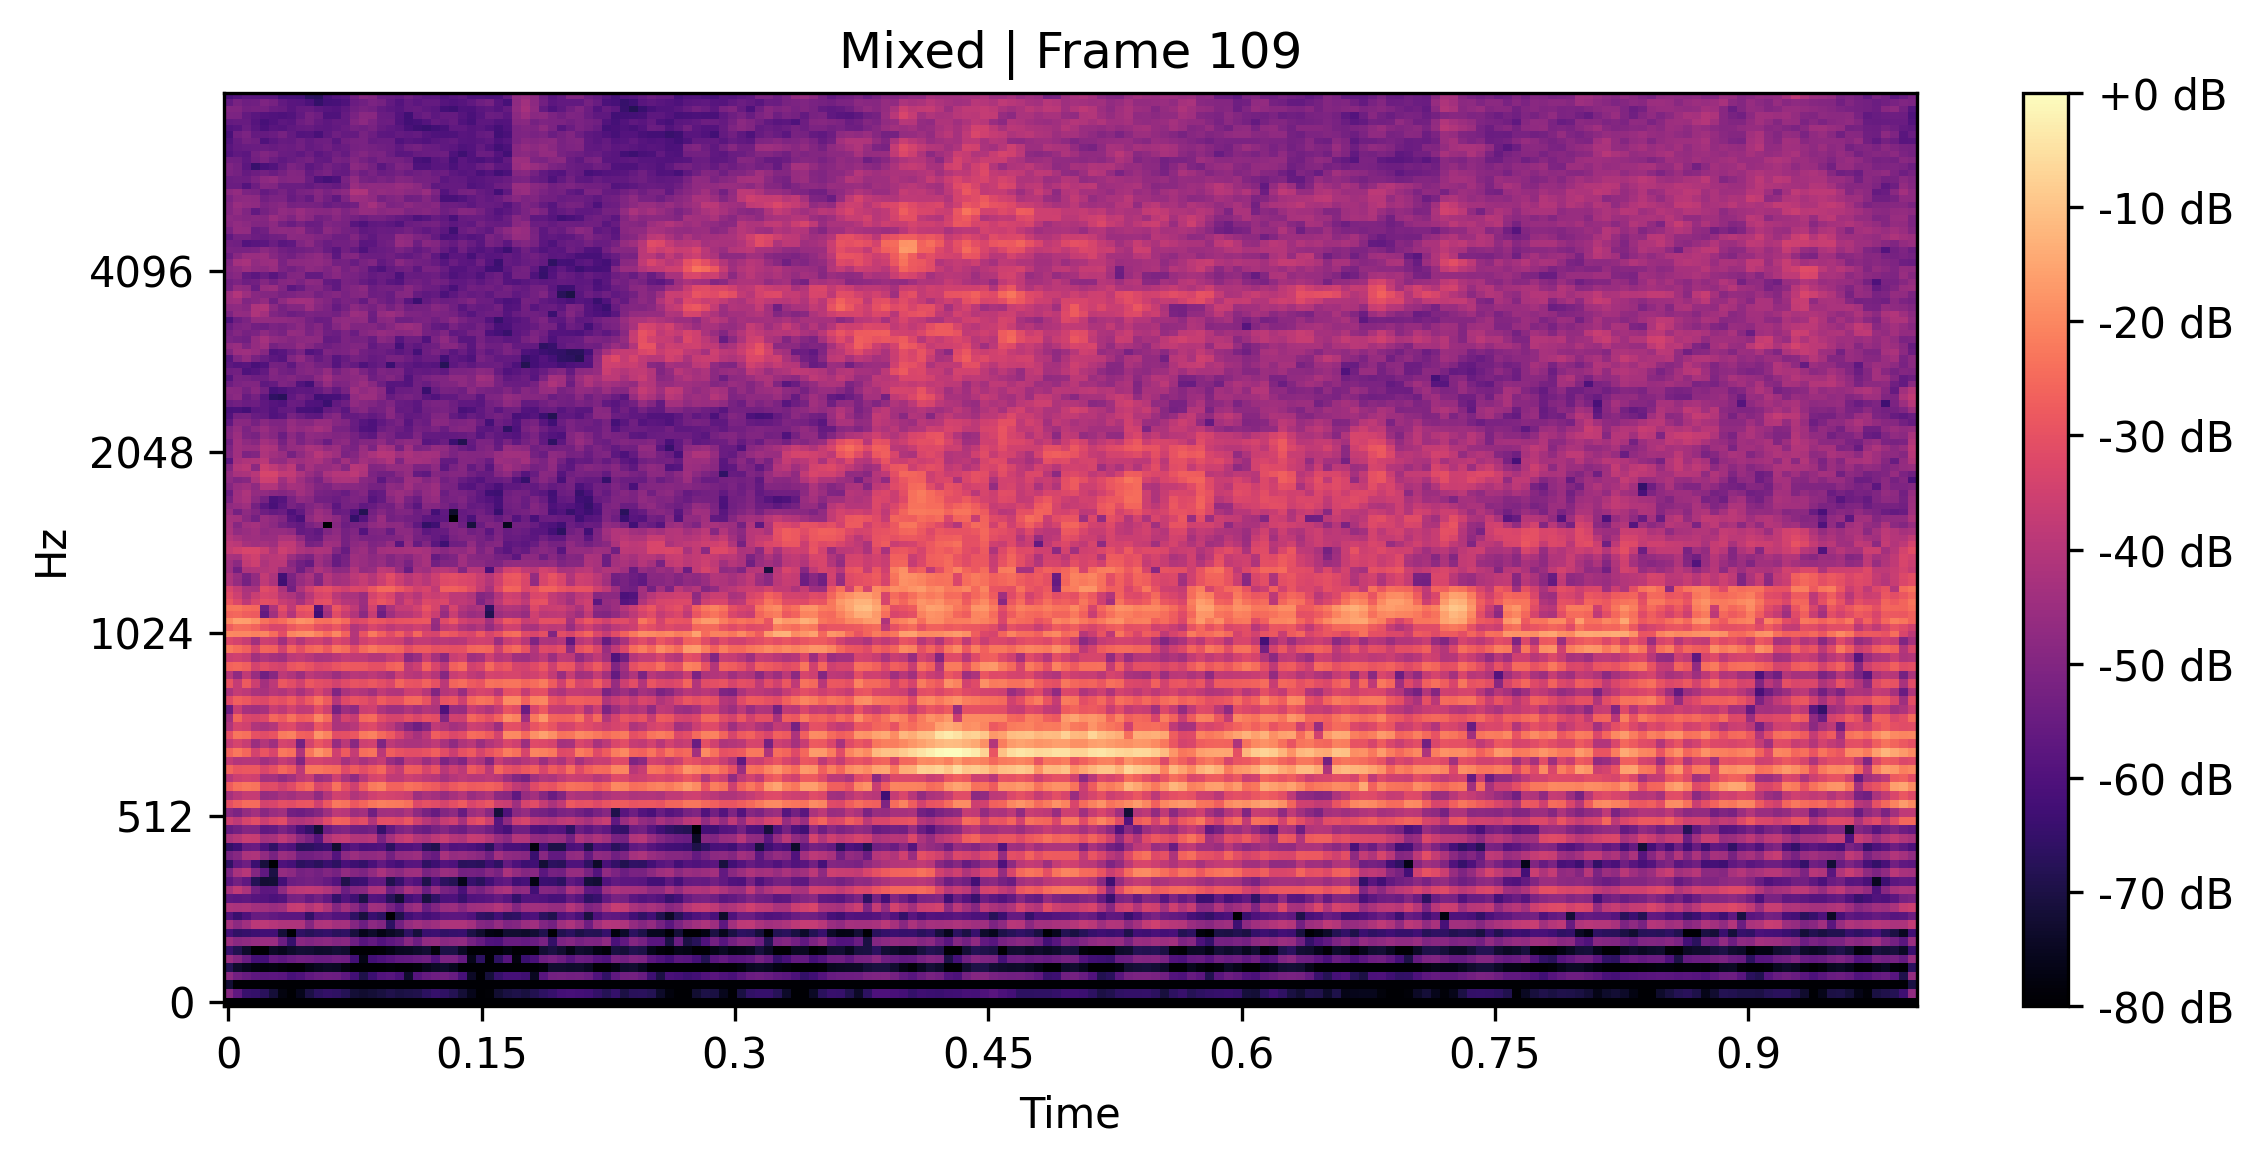 Mixed | Frame 109
+0 dB
-10 dB
-20 dB
-30 dB
-40 dB
-50 dB
-60 dB
-70 dB
-80 dB
Hz
4096
2048
1024
512
0
0 0.15 0.3 0.45 0.6 0.75 0.9
Time